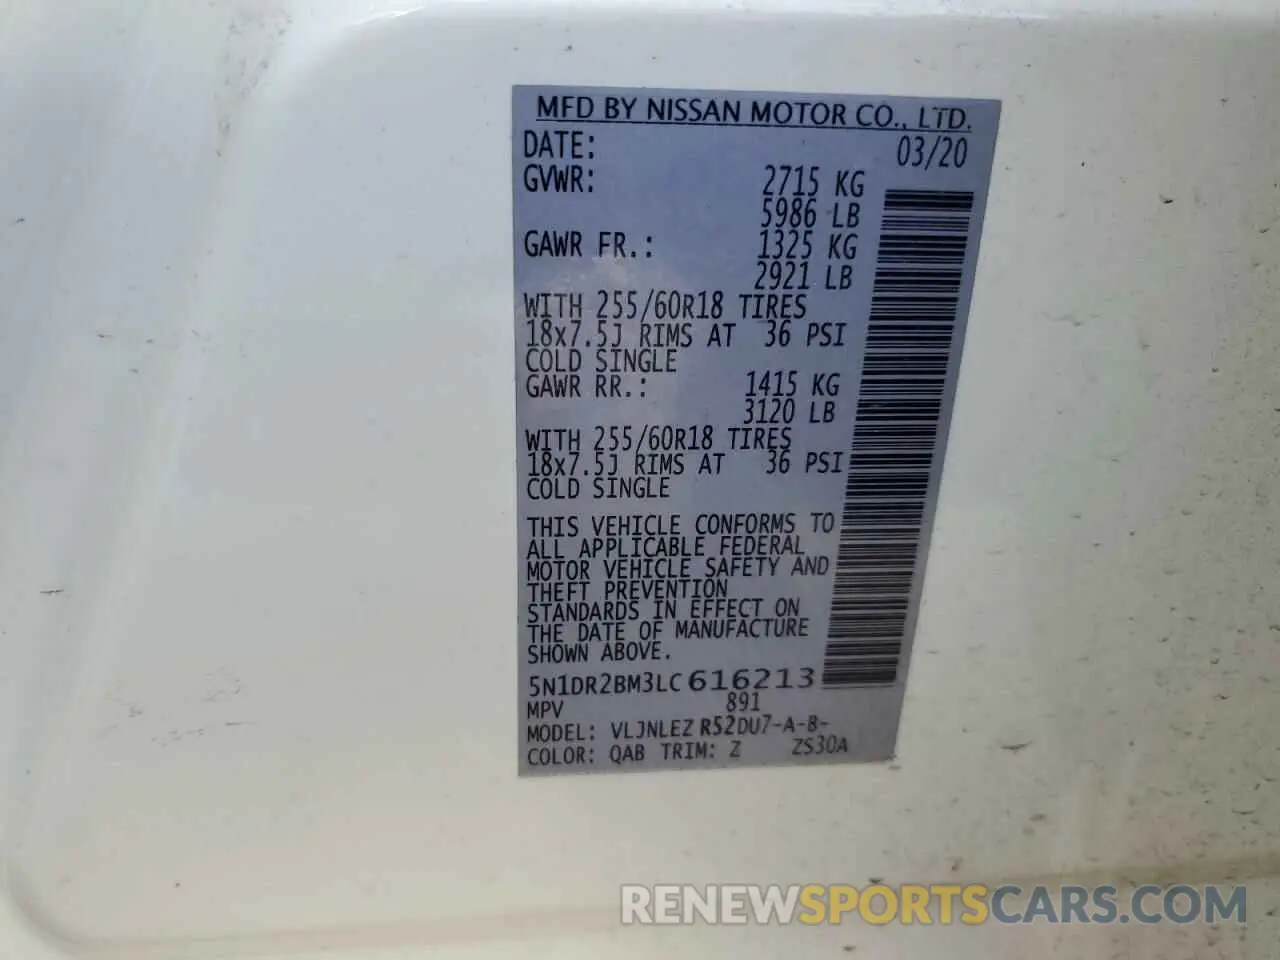 MFD BY NISSAN MOTOR CO., LTD.
DATE: 03/20
GVWR: 2715 KG
5986 LB
GAWR FR.: 1325 KG
2921 LB
WITH 255/60R18 TIRES
18x7.5J RIMS AT 36 PSI
COLD SINGLE
GAWR RR.: 1415 KG
3120 LB
WITH 255/60R18 TIRES
18x7.5J RIMS AT 36 PSI
COLD SINGLE
THIS VEHICLE CONFORMS TO
ALL APPLICABLE FEDERAL
MOTOR VEHICLE SAFETY AND
THEFT PREVENTION
STANDARDS IN EFFECT ON
THE DATE OF MANUFACTURE
SHOWN ABOVE.
5N1DR2BM3LC616213
MPV 891
MODEL: VLJNLEZ R52DU7-A-B-
COLOR: QAB TRIM: Z ZS30A
RENEWSPORTSCARS.COM